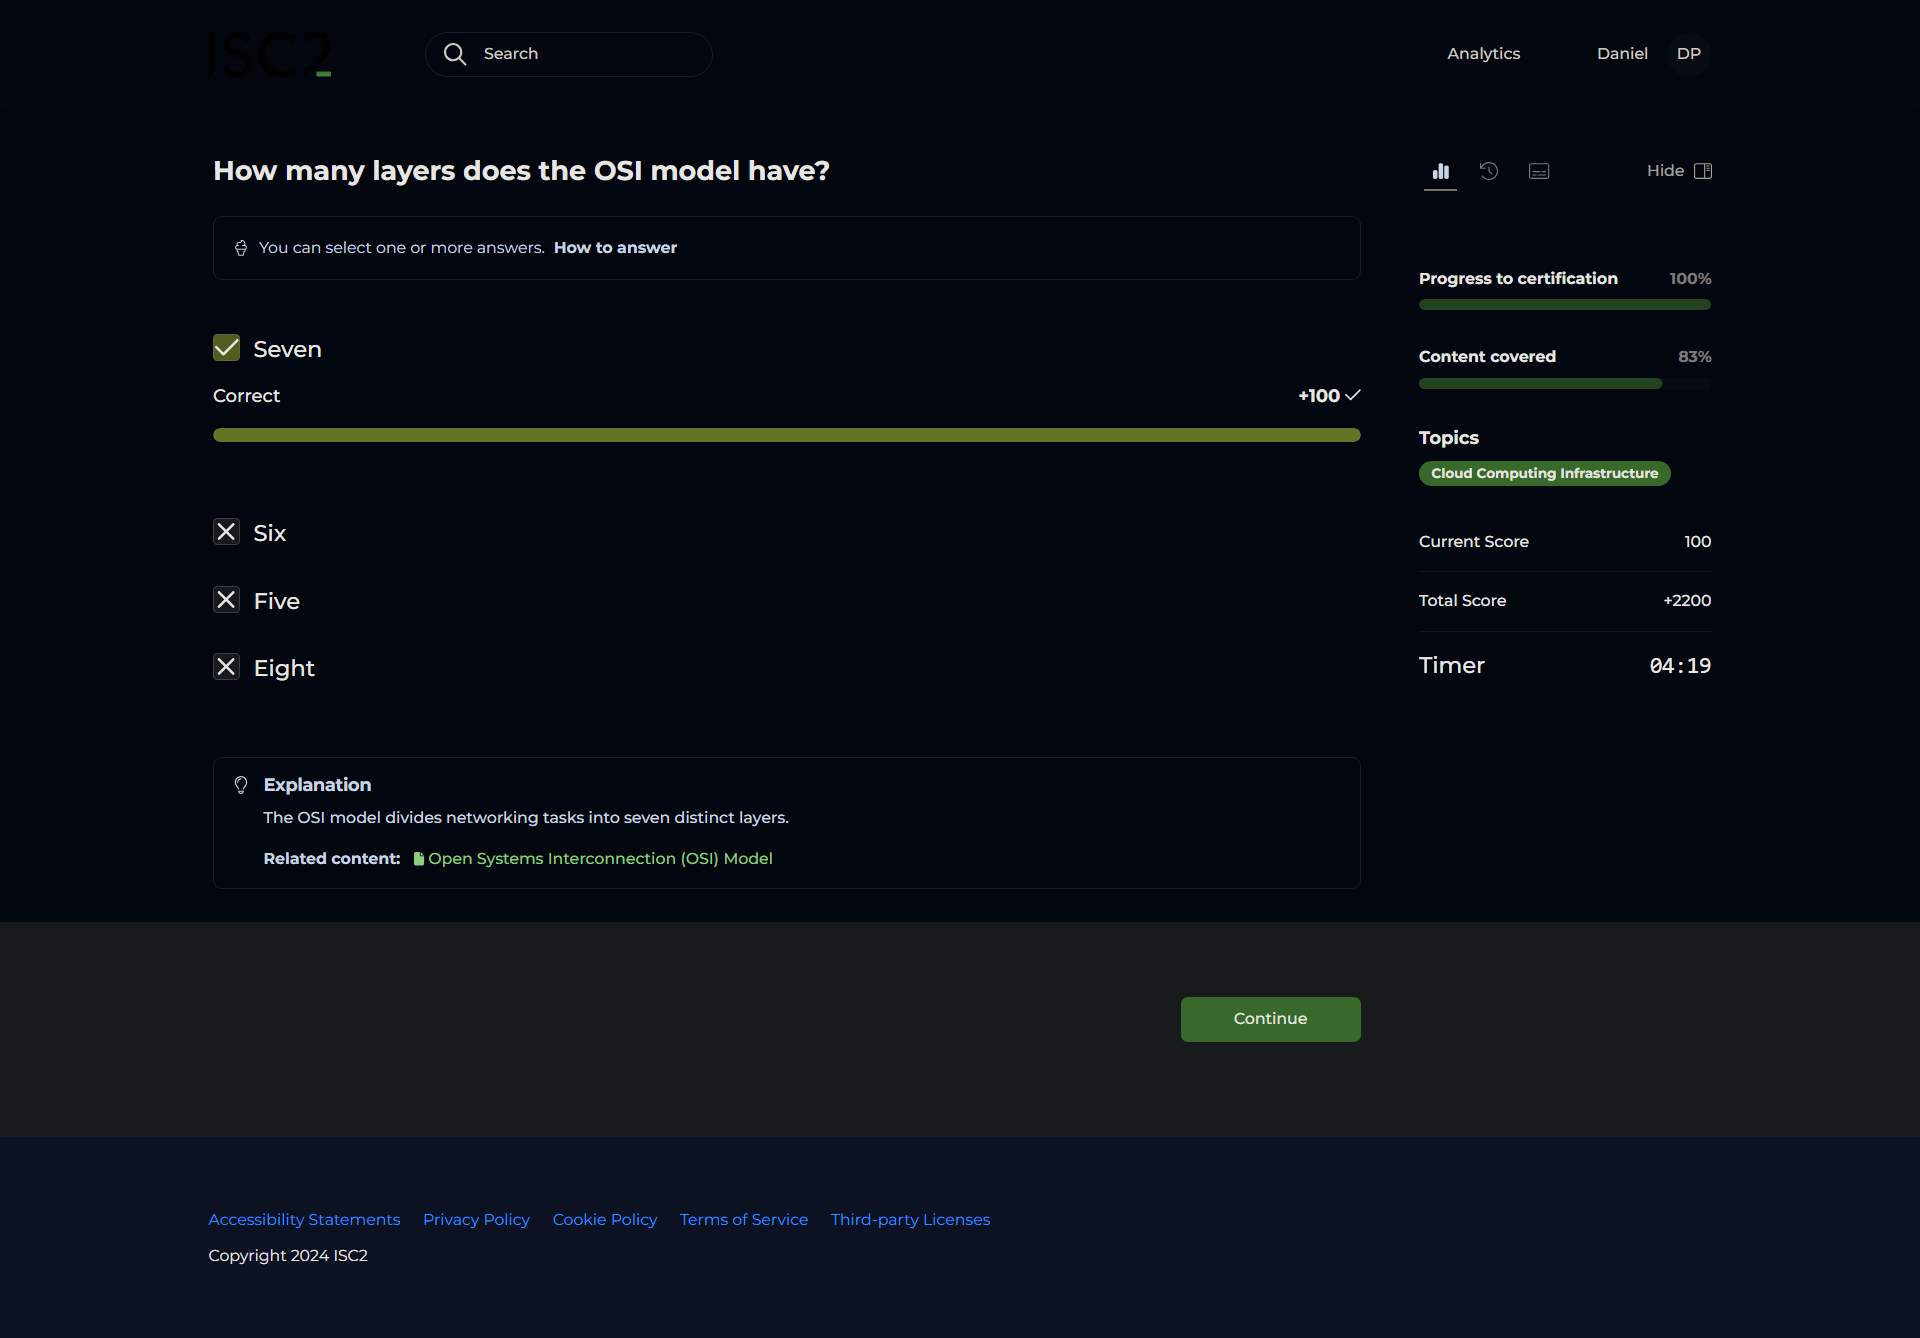 ISC2
Search
Analytics
Daniel
DP
How many layers does the OSI model have?
You can select one or more answers. How to answer
Seven
Correct
+100
Six
Five
Eight
Explanation
The OSI model divides networking tasks into seven distinct layers.
Related content: Open Systems Interconnection (OSI) Model
Hide
Progress to certification 100%
Content covered 83%
Topics
Cloud Computing Infrastructure
Current Score 100
Total Score +2200
Timer 04:19
Continue
Accessibility Statements Privacy Policy Cookie Policy Terms of Service Third-party Licenses
Copyright 2024 ISC2